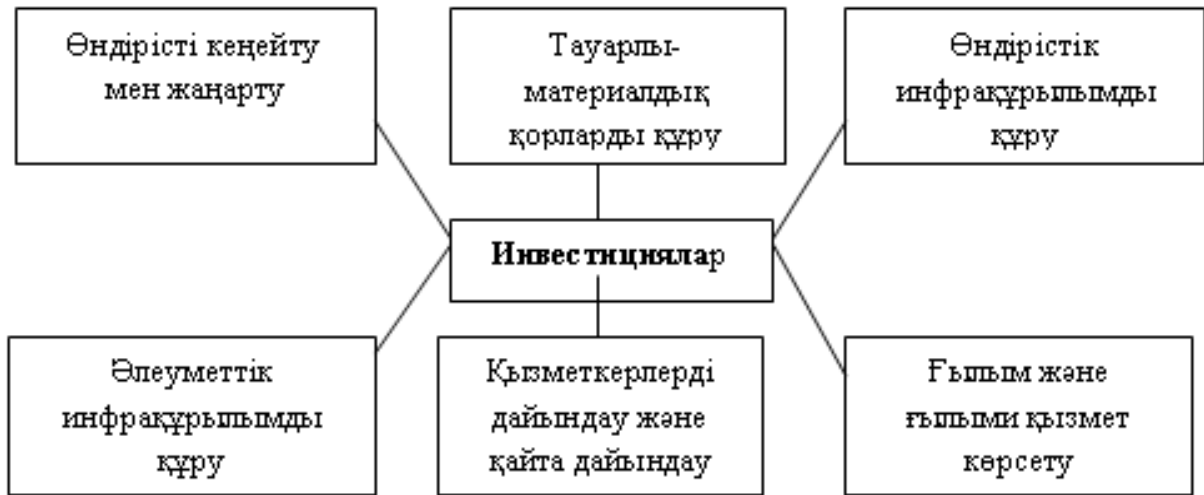 Өндірісті кеңейту
мен жаңарту
Тауарлы-
материалдық
қорларды құру
Өндірістік
инфрақұрылымды
құру
Инвестициялар
Әлеуметтік
инфрақұрылымды
құру
Қызметкерлерді
дайындау және
қайта дайындау
Ғылым және
ғылыми қызмет
көрсету